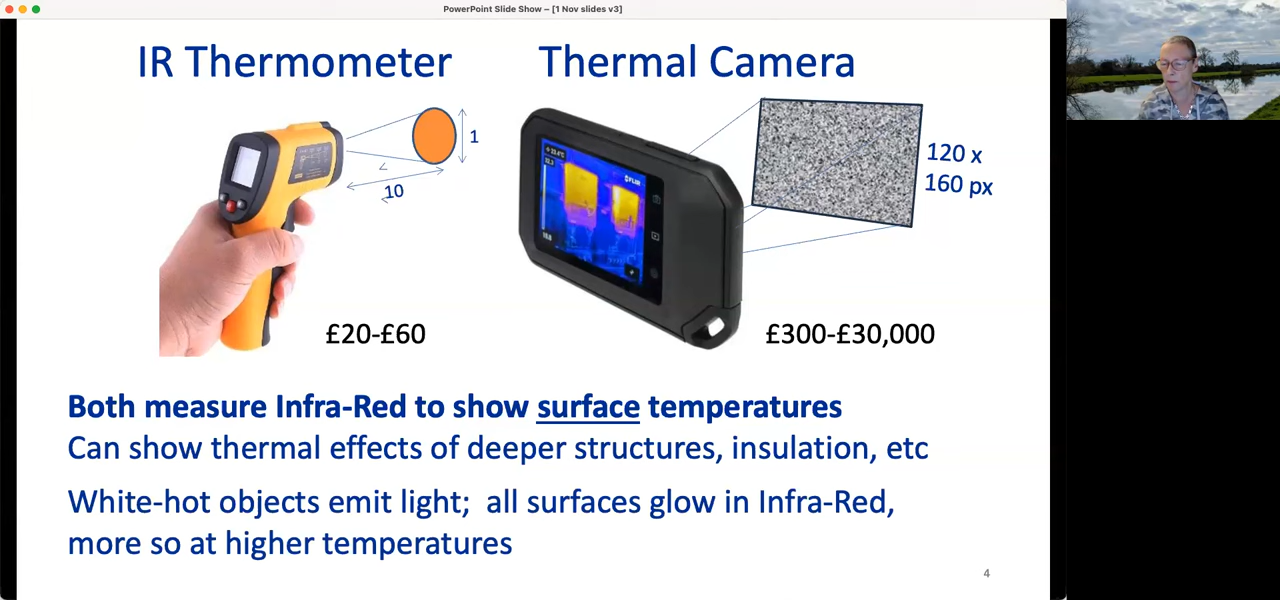 PowerPoint Slide Show – [1 Nov slides v3]
IR Thermometer
Thermal Camera
1
10
120 x
160 px
FLIR
£20-£60
£300-£30,000
Both measure Infra-Red to show surface temperatures
Can show thermal effects of deeper structures, insulation, etc
White-hot objects emit light; all surfaces glow in Infra-Red,
more so at higher temperatures
4